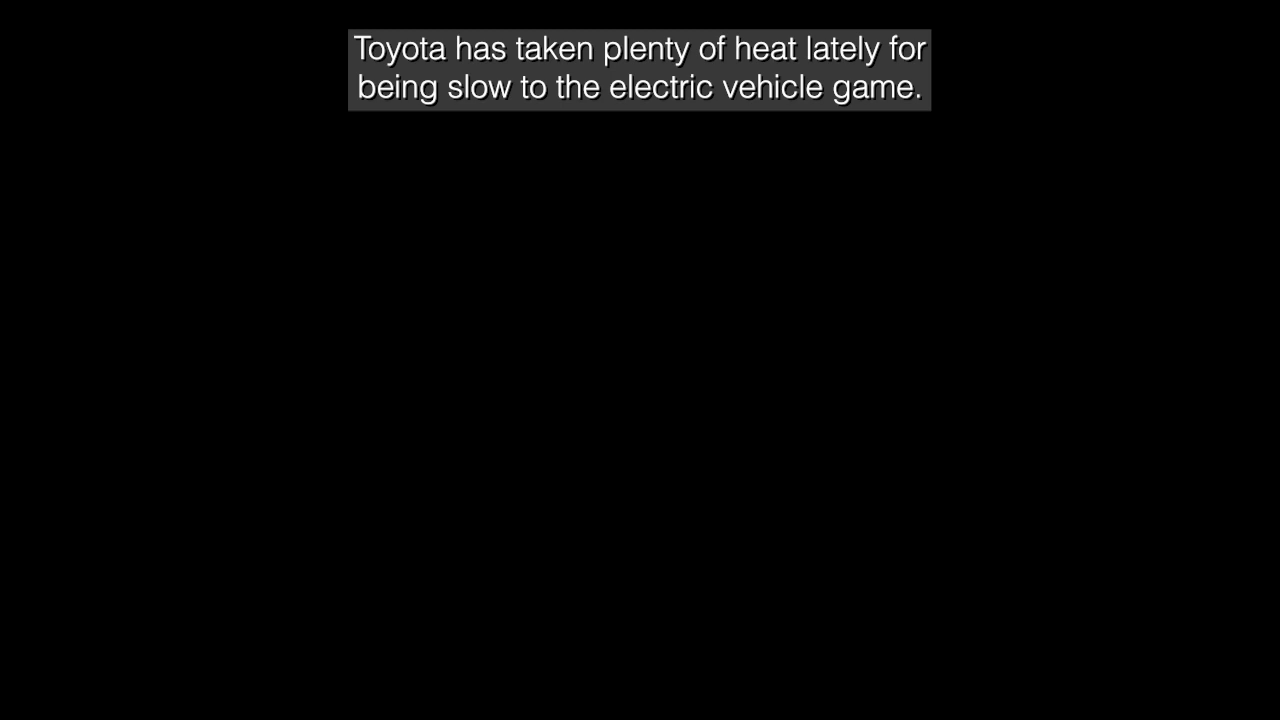 Toyota has taken plenty of heat lately for
being slow to the electric vehicle game.